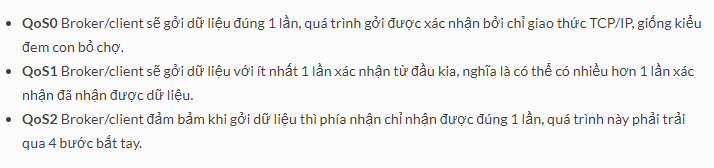 • QoS0 Broker/client sẽ gởi dữ liệu đúng 1 lần, quá trình gởi được xác nhận bởi chỉ giao thức TCP/IP, giống kiểu
đem con bỏ chợ.
• QoS1 Broker/client sẽ gởi dữ liệu với ít nhất 1 lần xác nhận từ đầu kia, nghĩa là có thể có nhiều hơn 1 lần xác
nhận đã nhận được dữ liệu.
• QoS2 Broker/client đảm bảm khi gởi dữ liệu thì phía nhận chỉ nhận được đúng 1 lần, quá trình này phải trải
qua 4 bước bắt tay.